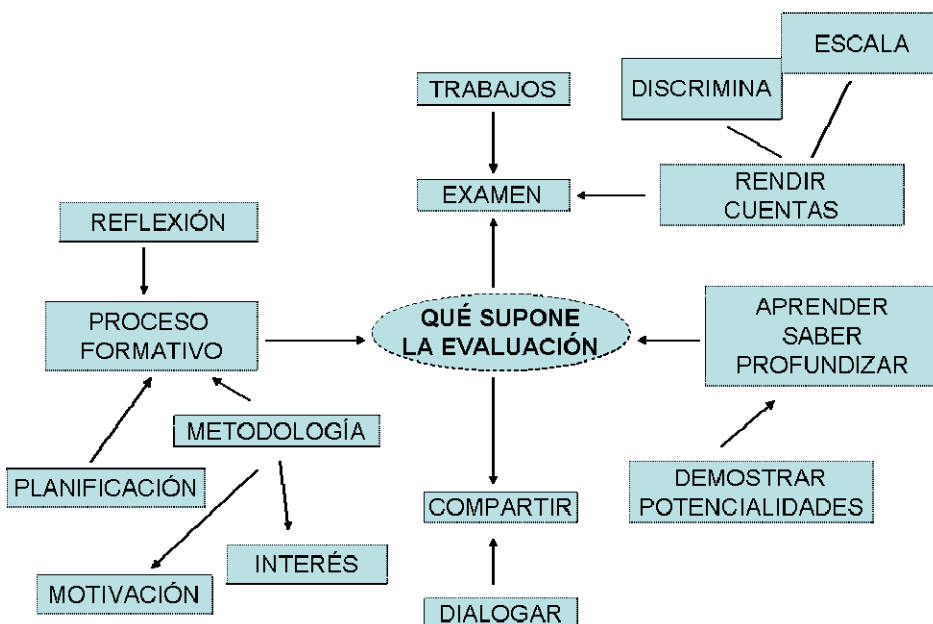 ESCALA
TRABAJOS
DISCRIMINA
EXAMEN
RENDIR
CUENTAS
REFLEXIÓN
PROCESO
FORMATIVO
QUÉ SUPONE
LA EVALUACIÓN
APRENDER
SABER
PROFUNDIZAR
METODOLOGÍA
PLANIFICACIÓN
DEMOSTRAR
POTENCIALIDADES
COMPARTIR
INTERÉS
MOTIVACIÓN
DIALOGAR